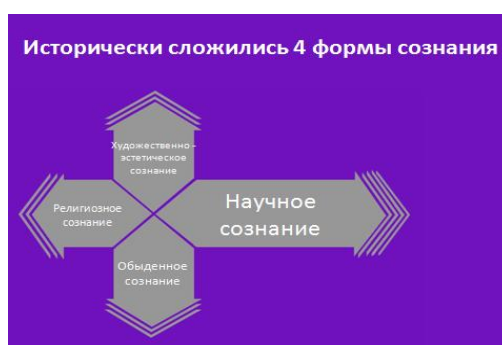 Исторически сложились 4 формы сознания
Художественно -
эстетическое
сознание
Религиозное
сознание
Научное
сознание
Обыденное
сознание